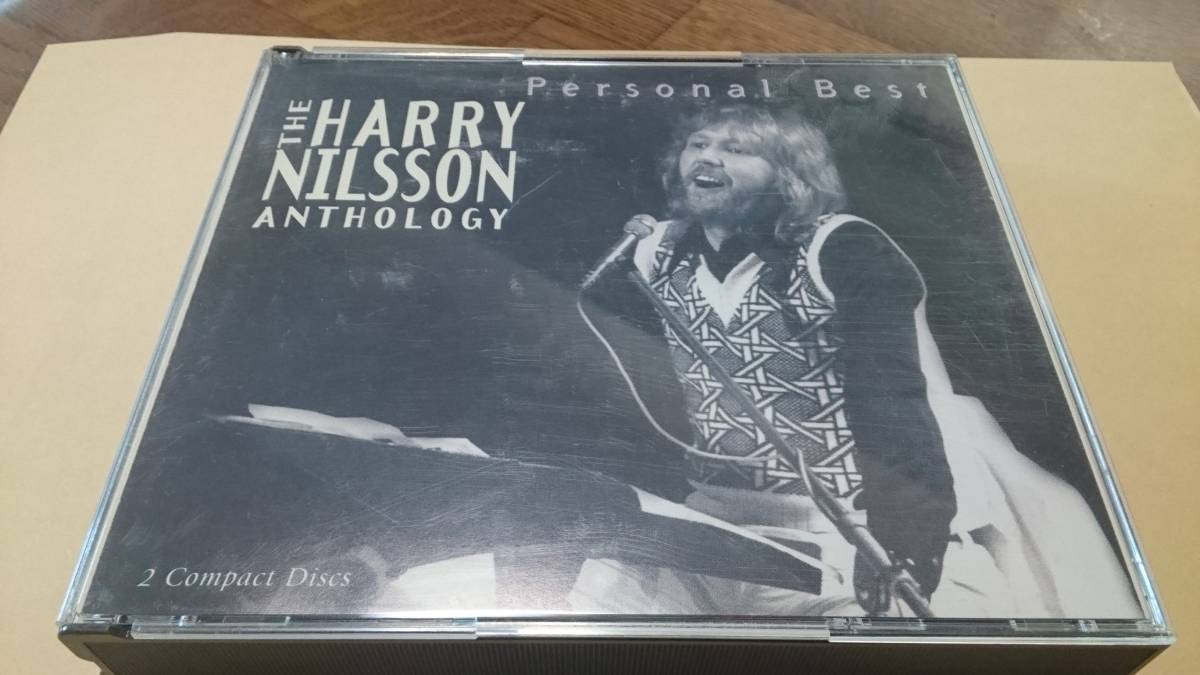 Personal Best
THE HARRY
NILSSON
ANTHOLOGY
2 Compact Discs